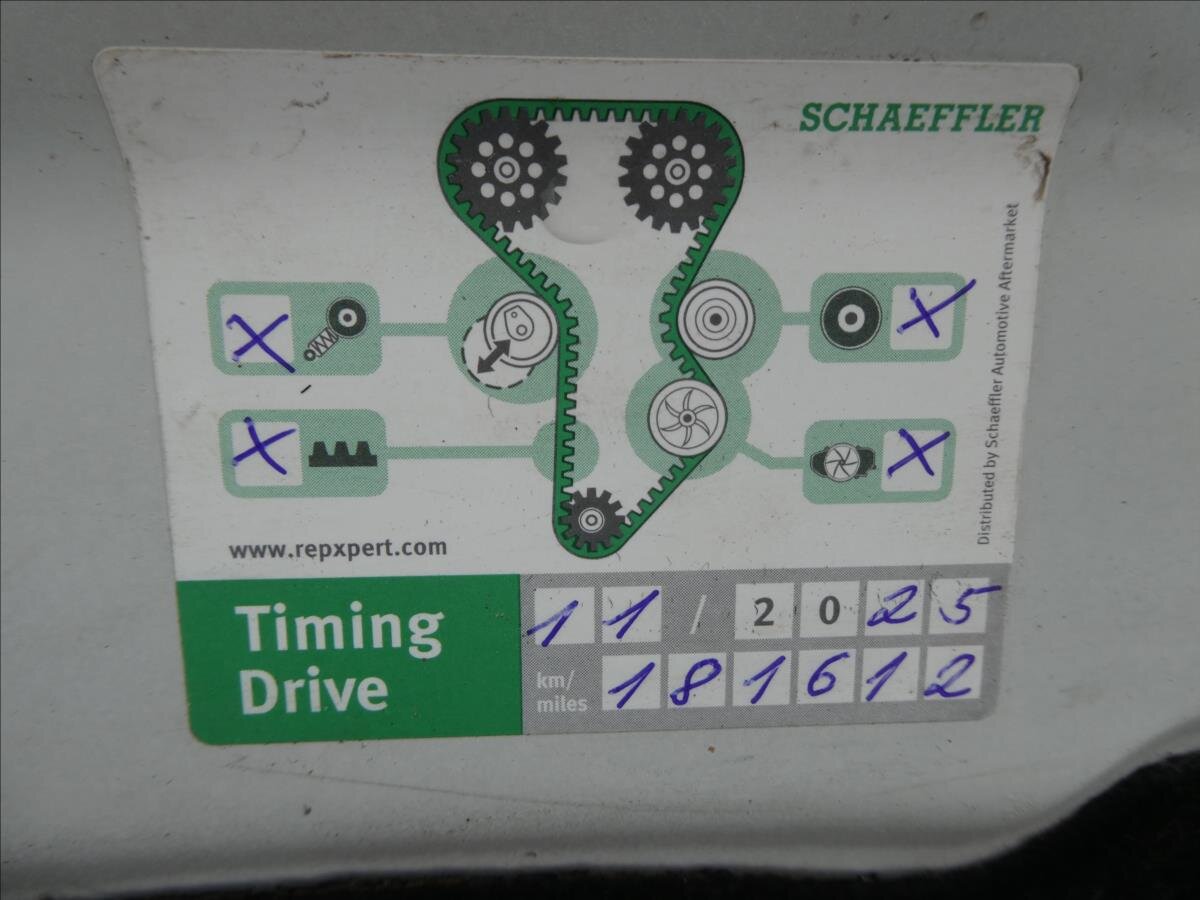 SCHAEFFLER
X
X
X
X
Distributed by Schaeffler Automotive Aftermarket
www.repxpert.com
Timing
Drive
11 / 2025
km/
miles
181612